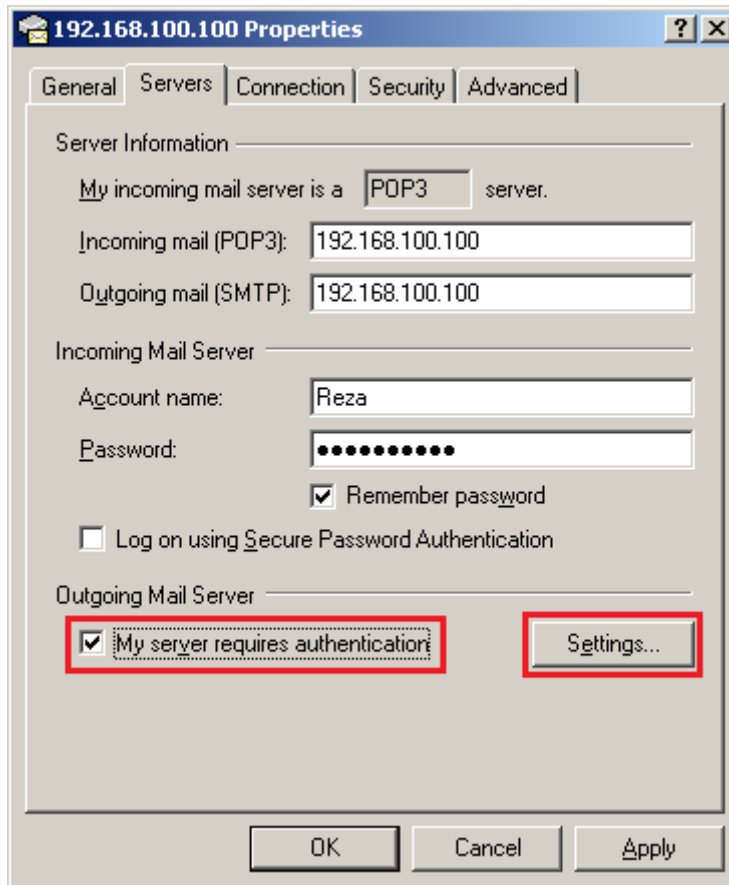 192.168.100.100 Properties
General Servers Connection Security Advanced
Server Information
My incoming mail server is a POP3 server.
Incoming mail (POP3): 192.168.100.100
Outgoing mail (SMTP): 192.168.100.100
Incoming Mail Server
Account name: Reza
Password: ●●●●●●●●●●
Remember password
Log on using Secure Password Authentication
Outgoing Mail Server
My server requires authentication Settings...
OK Cancel Apply